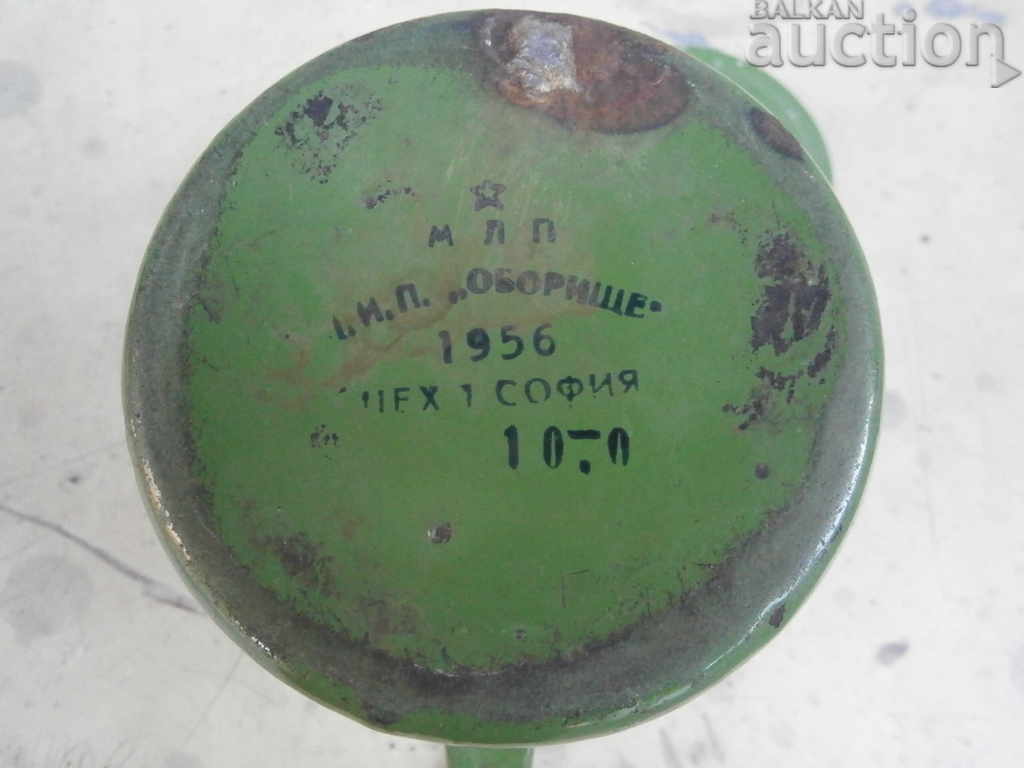 BALKAN
auction
М Л П
И.П. „ОБОРИЩЕ"
1956
ЦЕХ 1 СОФИЯ